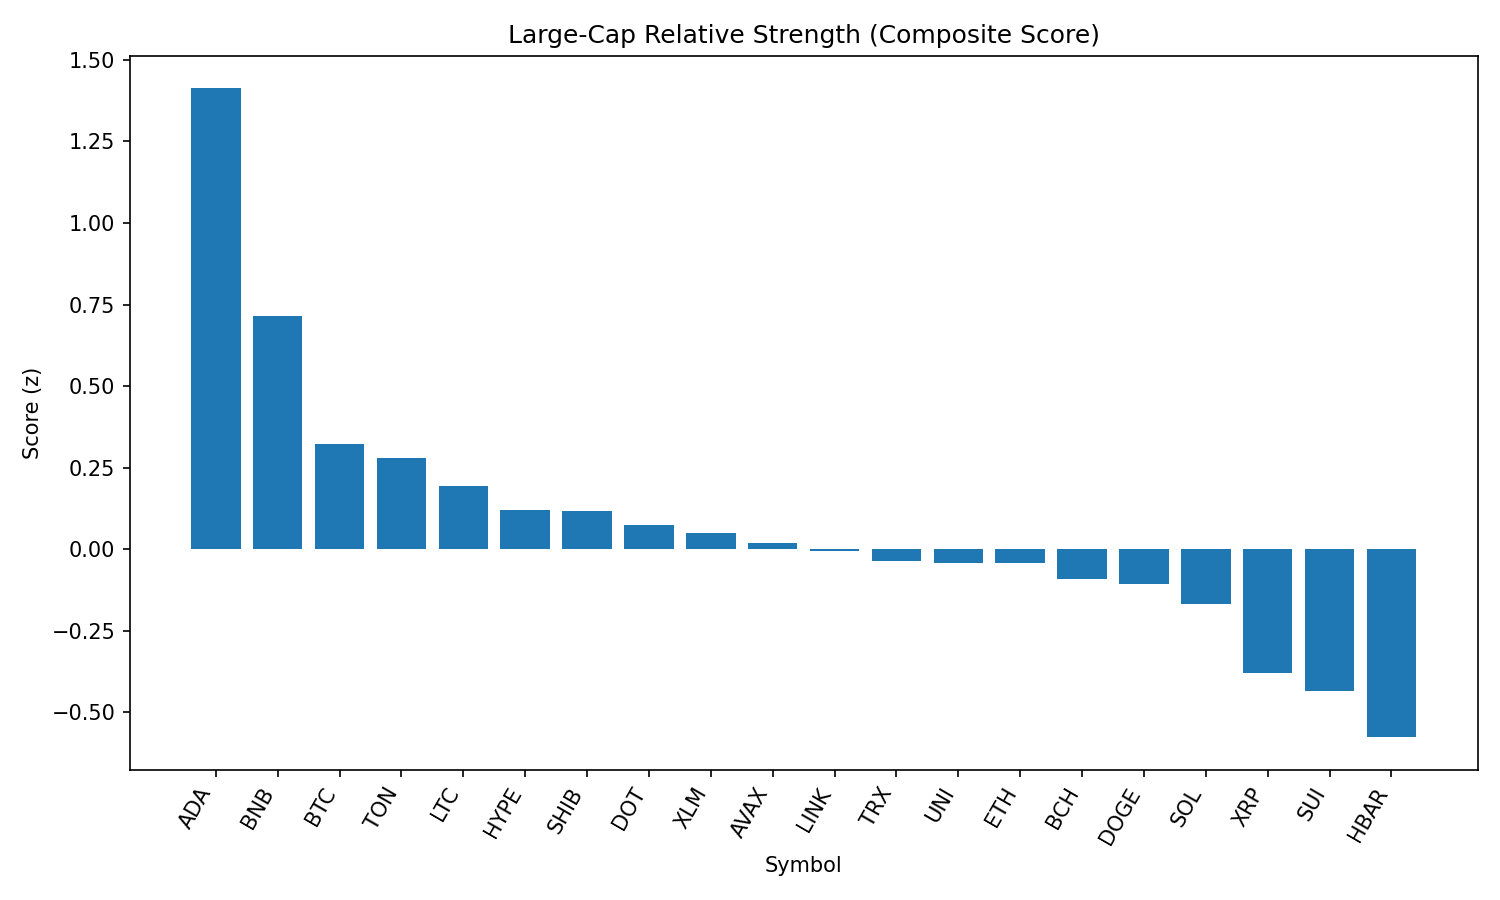 Large-Cap Relative Strength (Composite Score)
1.50
1.25
1.00
0.75
0.50
0.25
0.00
−0.25
−0.50
Score (z)
ADA BNB BTC TON LTC HYPE SHIB DOT XLM AVAX LINK TRX UNI ETH BCH DOGE SOL XRP SUI HBAR
Symbol